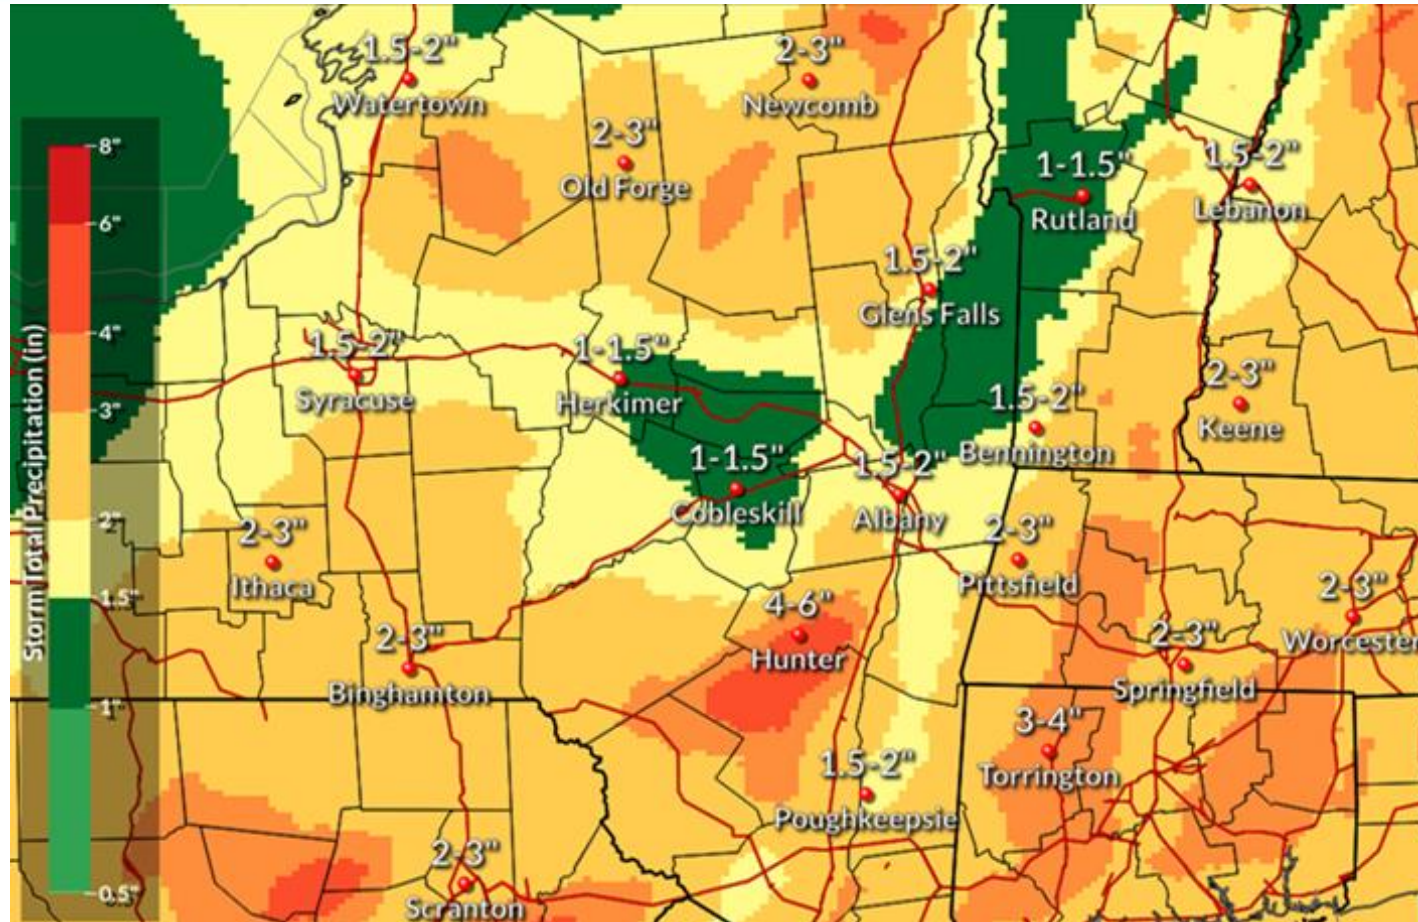 1.5-2"
Watertown
2-3"
Newcomb
2-3"
Old Forge
1-1.5"
Rutland
1.5-2"
Lebanon
1.5-2"
Glens Falls
1.5-2"
Syracuse
1-1.5"
Herkimer
1.5-2"
Bennington
2-3"
Keene
1-1.5"
Cobleskill
1.5-2"
Albany
2-3"
Ithaca
2-3"
Pittsfield
4-6"
Hunter
2-3"
Worcester
2-3"
Binghamton
2-3"
Springfield
3-4"
Torrington
1.5-2"
Poughkeepsie
2-3"
Scranton
Storm Total Precipitation (in)
8"
6"
4"
3"
2"
1.5"
1"
0.5"